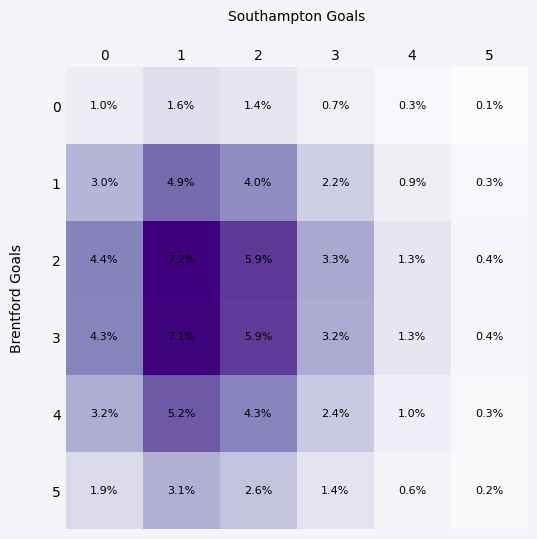 Southampton Goals
0 1 2 3 4 5
0 1.0% 1.6% 1.4% 0.7% 0.3% 0.1%
1 3.0% 4.9% 4.0% 2.2% 0.9% 0.3%
2 4.4% 7.2% 5.9% 3.3% 1.3% 0.4%
Brentford Goals
3 4.3% 7.1% 5.9% 3.2% 1.3% 0.4%
4 3.2% 5.2% 4.3% 2.4% 1.0% 0.3%
5 1.9% 3.1% 2.6% 1.4% 0.6% 0.2%